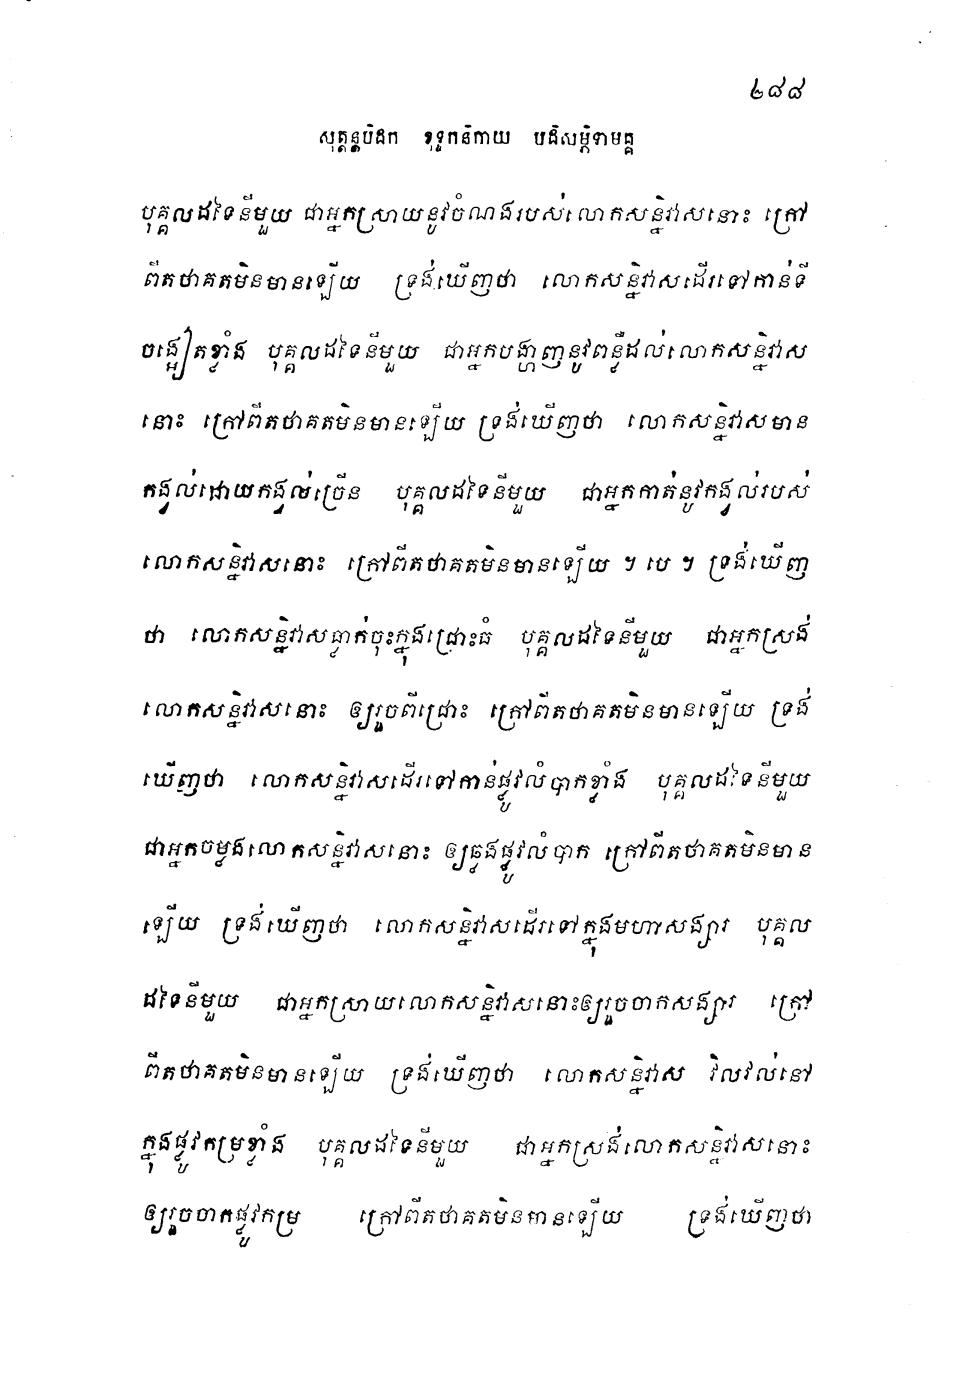 ២៨៨
សុត្តន្តបិដក ខុទ្ទកនិកាយ បដិសម្ភិទាមគ្គ
បុគ្គលដទៃនីមួយ ជាអ្នកស្រាយនូវចំណងរបស់លោកសន្និវាសនោះ ក្រៅ
ពីតថាគតមិនមានឡើយ ទ្រង់ឃើញថា លោកសន្និវាសដើរទៅកាន់ទី
ចង្អៀតខ្លាំង បុគ្គលដទៃនីមួយ ជាអ្នកបង្ហាញនូវពន្លឺដល់លោកសន្និវាស
នោះ ក្រៅពីតថាគតមិនមានឡើយ ទ្រង់ឃើញថា លោកសន្និវាសមាន
កង្វល់ដោយកង្វល់ច្រើន បុគ្គលដទៃនីមួយ ជាអ្នកកាត់នូវកង្វល់របស់
លោកសន្និវាសនោះ ក្រៅពីតថាគតមិនមានឡើយ ។ បេ ។ ទ្រង់ឃើញ
ថា លោកសន្និវាសធ្លាក់ចុះក្នុងជ្រោះធំ បុគ្គលដទៃនីមួយ ជាអ្នកស្រង់
លោកសន្និវាសនោះ ឲ្យរួចពីជ្រោះ ក្រៅពីតថាគតមិនមានឡើយ ទ្រង់
ឃើញថា លោកសន្និវាសដើរទៅកាន់ផ្លូវលំបាកខ្លាំង បុគ្គលដទៃនីមួយ
ជាអ្នកចម្លងលោកសន្និវាសនោះ ឲ្យឆ្លងផ្លូវលំបាក ក្រៅពីតថាគតមិនមាន
ឡើយ ទ្រង់ឃើញថា លោកសន្និវាសដើរទៅក្នុងមហាសង្សារ បុគ្គល
ដទៃនីមួយ ជាអ្នកស្រាយលោកសន្និវាសនោះឲ្យរួចចាកសង្សារ ក្រៅ
ពីតថាគតមិនមានឡើយ ទ្រង់ឃើញថា លោកសន្និវាស វិលវល់នៅ
ក្នុងផ្លូវកម្រខ្លាំង បុគ្គលដទៃនីមួយ ជាអ្នកស្រង់លោកសន្និវាសនោះ
ឲ្យរួចចាកផ្លូវកម្រ ក្រៅពីតថាគតមិនមានឡើយ ទ្រង់ឃើញថា